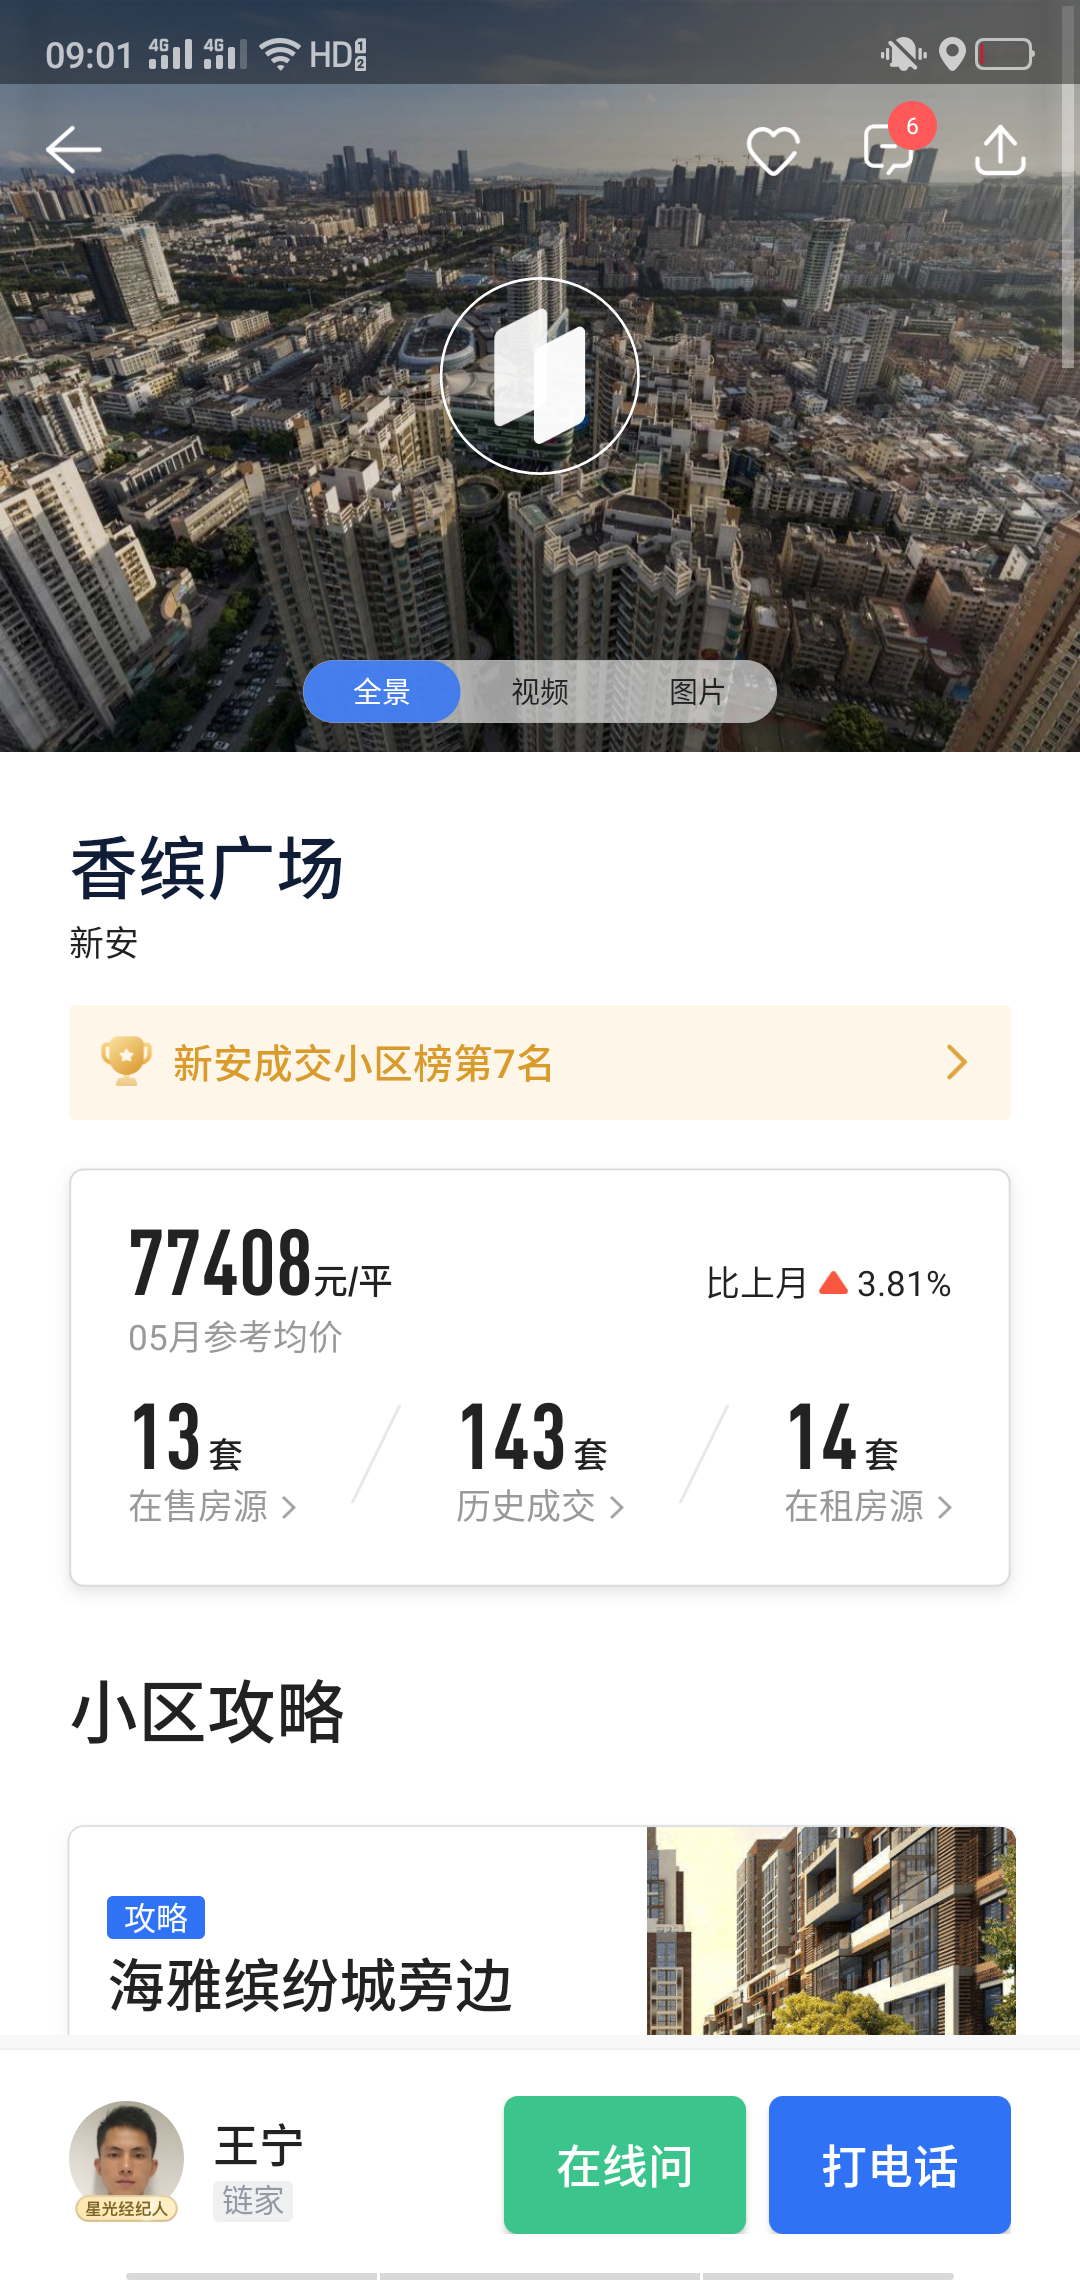 09:01 4G 4G HD 1 2
6
全景 视频 图片
香缤广场
新安
新安成交小区榜第7名
77408元/平 比上月 3.81%
05月参考均价
13套 143套 14套
在售房源 历史成交 在租房源
小区攻略
攻略
海雅缤纷城旁边
王宁
星光经纪人
链家
在线问
打电话